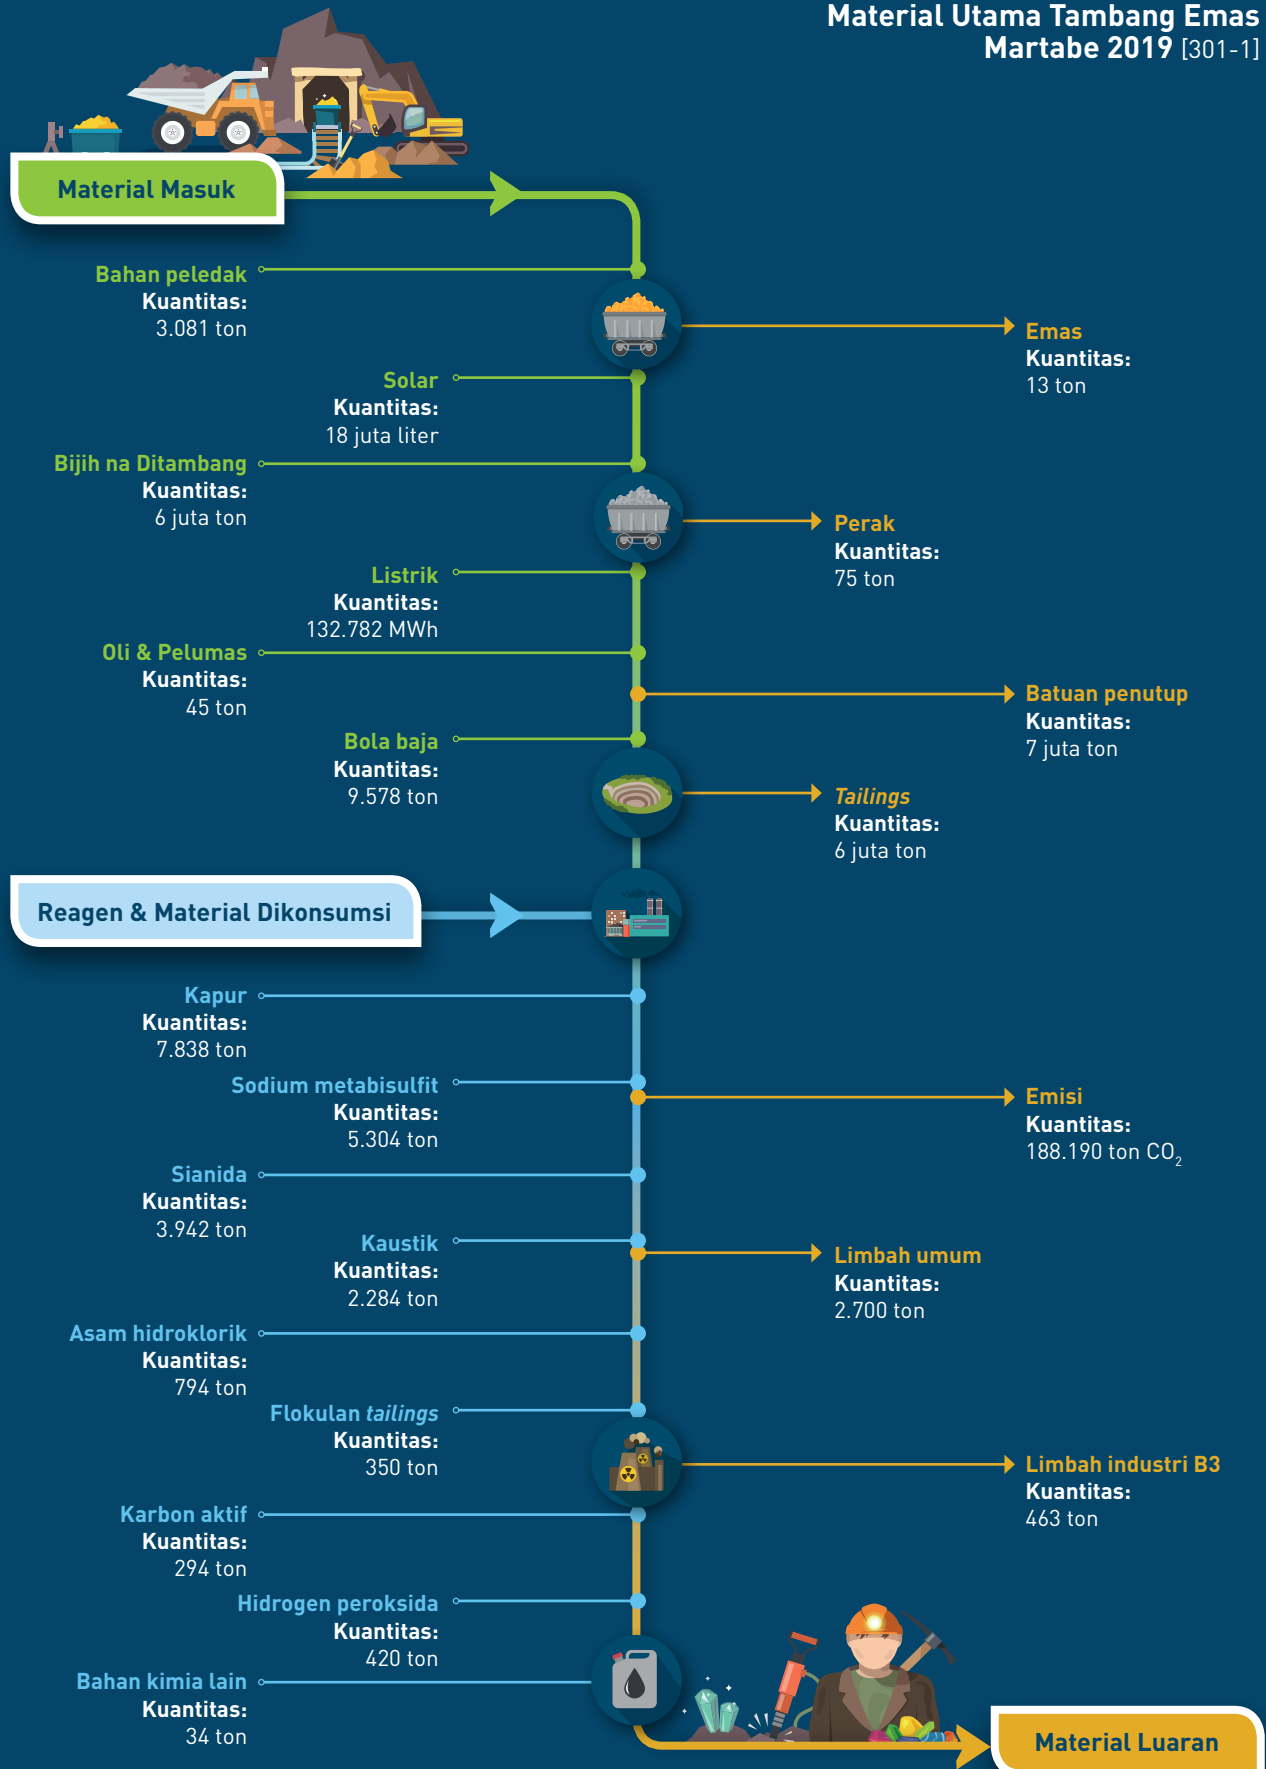 Material Utama Tambang Emas
Martabe 2019 [301-1]
Material Masuk
Bahan peledak
Kuantitas:
3.081 ton
Emas
Kuantitas:
13 ton
Solar
Kuantitas:
18 juta liter
Bijih na Ditambang
Kuantitas:
6 juta ton
Perak
Kuantitas:
75 ton
Listrik
Kuantitas:
132.782 MWh
Oli & Pelumas
Kuantitas:
45 ton
Batuan penutup
Kuantitas:
7 juta ton
Bola baja
Kuantitas:
9.578 ton
Tailings
Kuantitas:
6 juta ton
Reagen & Material Dikonsumsi
Kapur
Kuantitas:
7.838 ton
Sodium metabisulfit
Kuantitas:
5.304 ton
Emisi
Kuantitas:
188.190 ton CO₂
Sianida
Kuantitas:
3.942 ton
Kaustik
Kuantitas:
2.284 ton
Limbah umum
Kuantitas:
2.700 ton
Asam hidroklorik
Kuantitas:
794 ton
Flokulan tailings
Kuantitas:
350 ton
Limbah industri B3
Kuantitas:
463 ton
Karbon aktif
Kuantitas:
294 ton
Hidrogen peroksida
Kuantitas:
420 ton
Bahan kimia lain
Kuantitas:
34 ton
Material Luaran